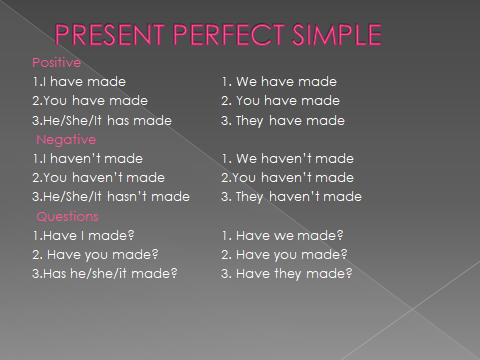 PRESENT PERFECT SIMPLE
Positive
1.I have made 1. We have made
2.You have made 2. You have made
3.He/She/It has made 3. They have made
Negative
1.I haven’t made 1. We haven’t made
2.You haven’t made 2.You haven’t made
3.He/She/It hasn’t made 3. They haven’t made
Questions
1.Have I made? 1. Have we made?
2. Have you made? 2. Have you made?
3.Has he/she/it made? 3. Have they made?